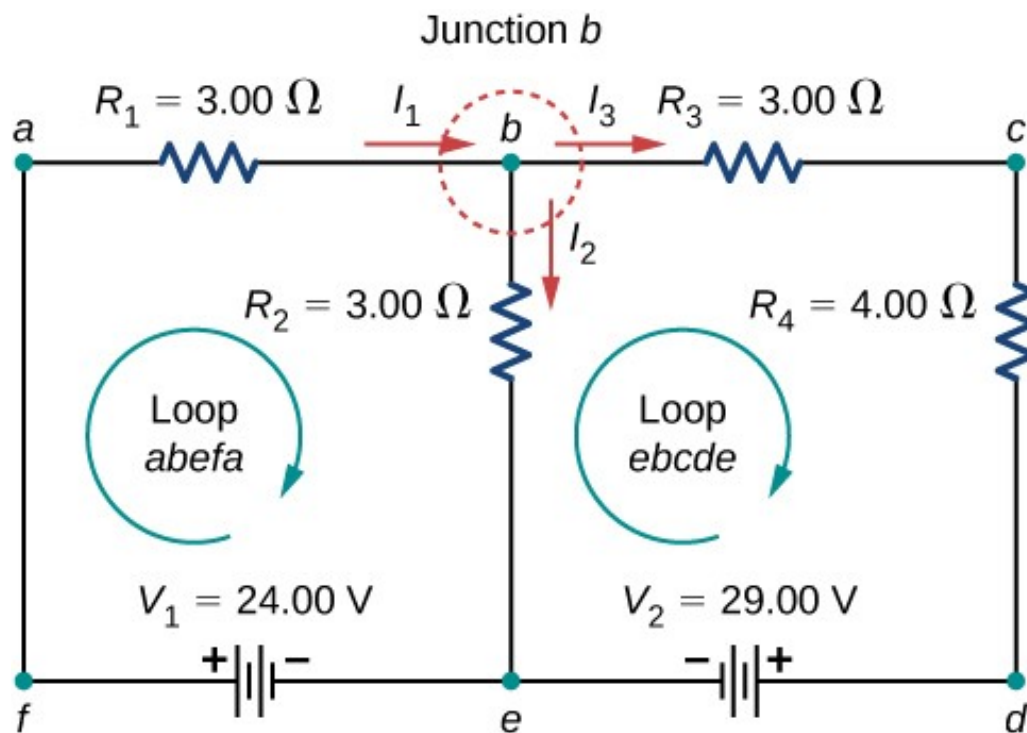 Junction b
R₁ = 3.00 Ω
I₁
I₃
R₃ = 3.00 Ω
a
b
c
I₂
R₂ = 3.00 Ω
R₄ = 4.00 Ω
Loop
abefa
Loop
ebcde
V₁ = 24.00 V
V₂ = 29.00 V
+
−
−
+
f
e
d